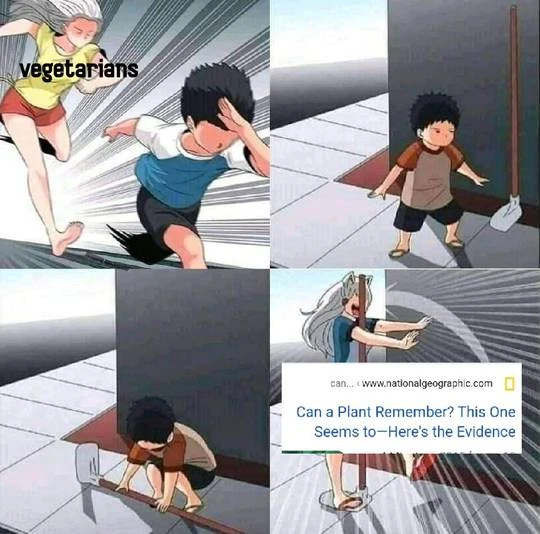 vegetarians
can... ‹ www.nationalgeographic.com
Can a Plant Remember? This One
Seems to—Here's the Evidence